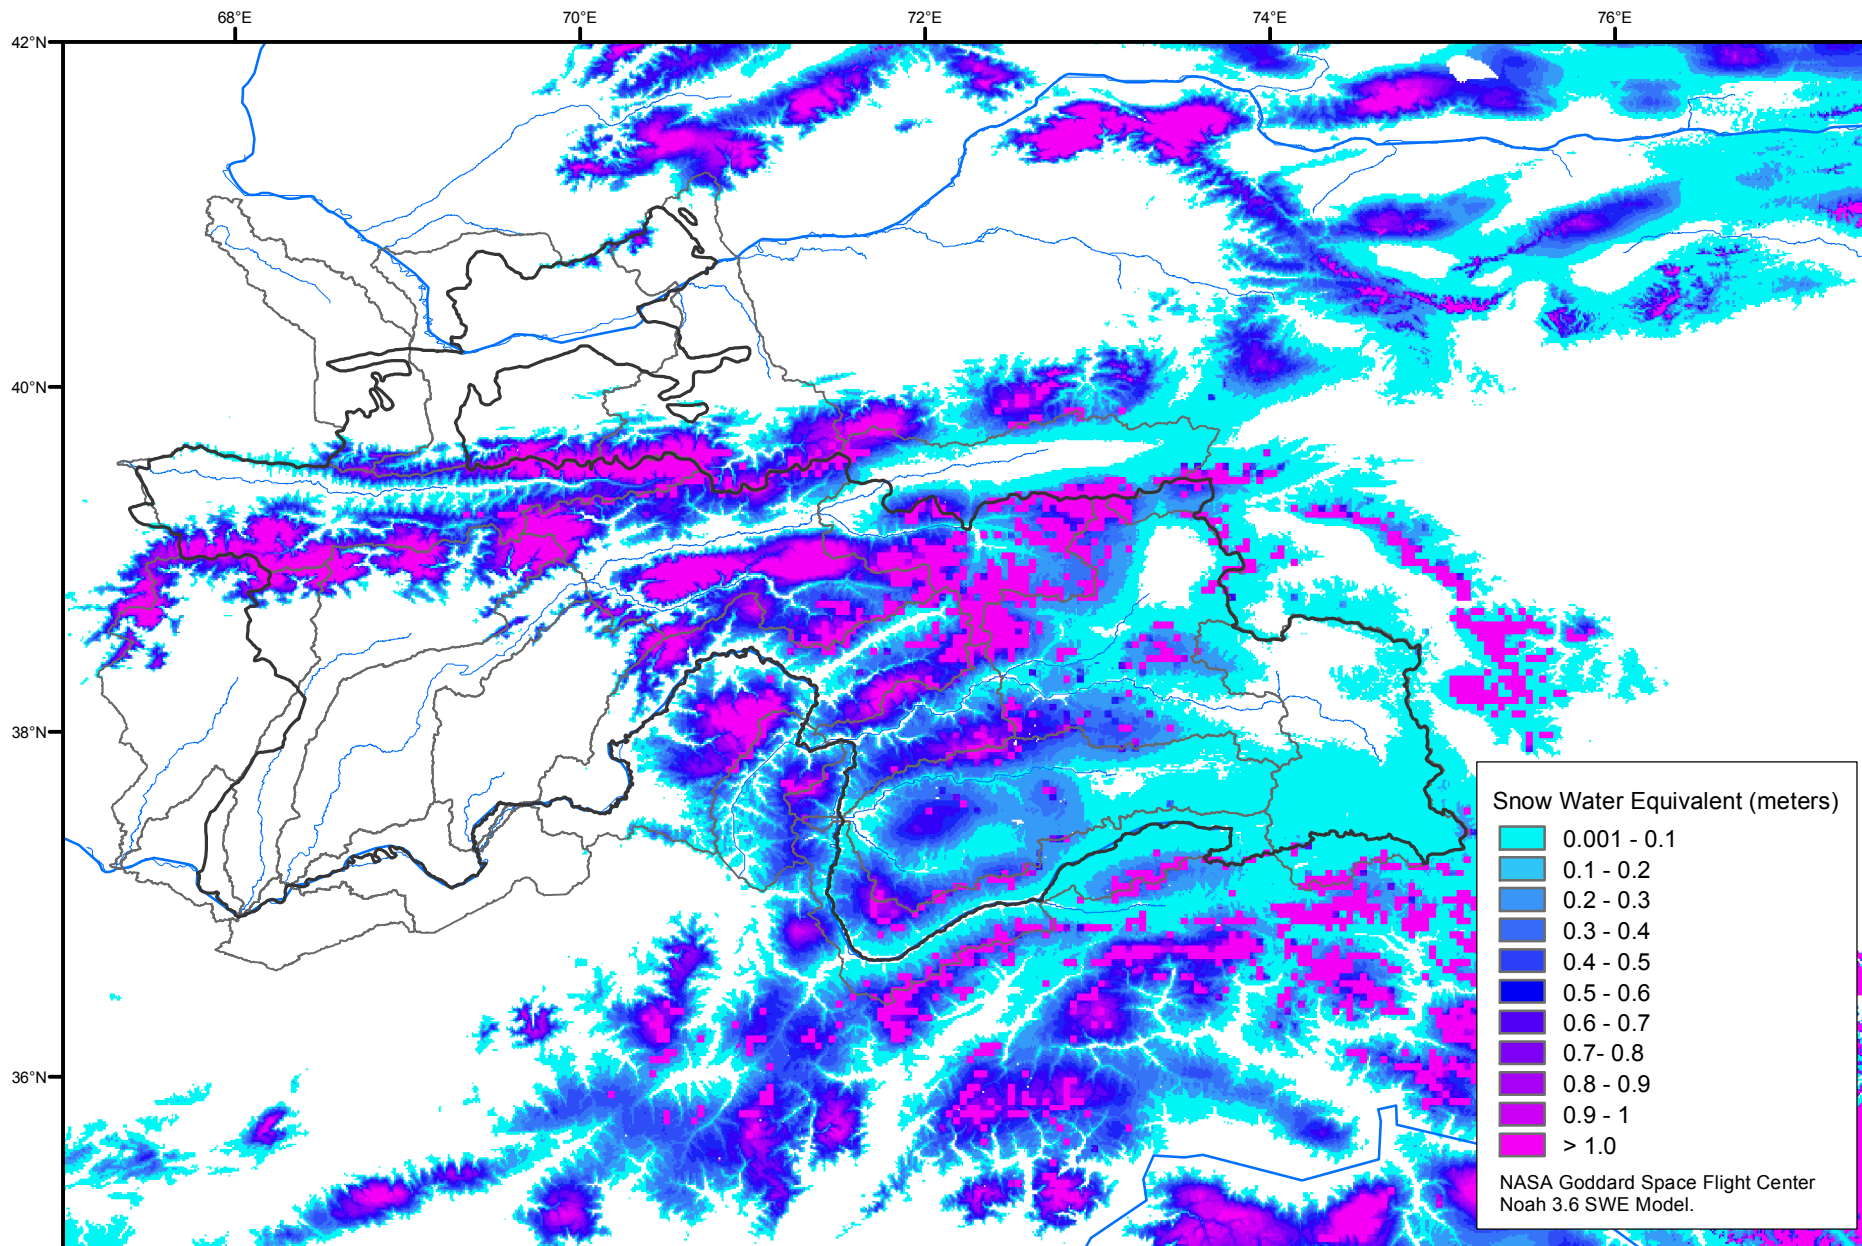 68°E 70°E 72°E 74°E 76°E
42°N
40°N
38°N
36°N
Snow Water Equivalent (meters)
0.001 - 0.1
0.1 - 0.2
0.2 - 0.3
0.3 - 0.4
0.4 - 0.5
0.5 - 0.6
0.6 - 0.7
0.7- 0.8
0.8 - 0.9
0.9 - 1
> 1.0
NASA Goddard Space Flight Center
Noah 3.6 SWE Model.